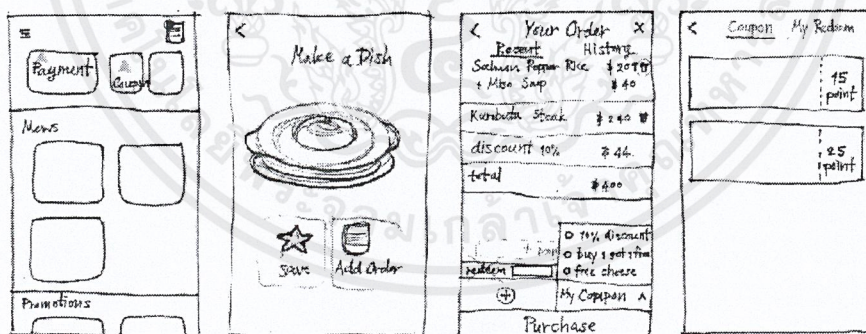 Payment
Coupon
News
Promotions
<
Make a Dish
Save
Add Order
< Your Order X
Recent History
Salmon Pepper Rice
+ Miso Soup ฿40
Kurobuta Steak
discount 10% ฿44
total
฿400
10% discount
redeem
free cheese
My Coupon ^
Purchase
< Coupon My Redeem
15
point
25
point